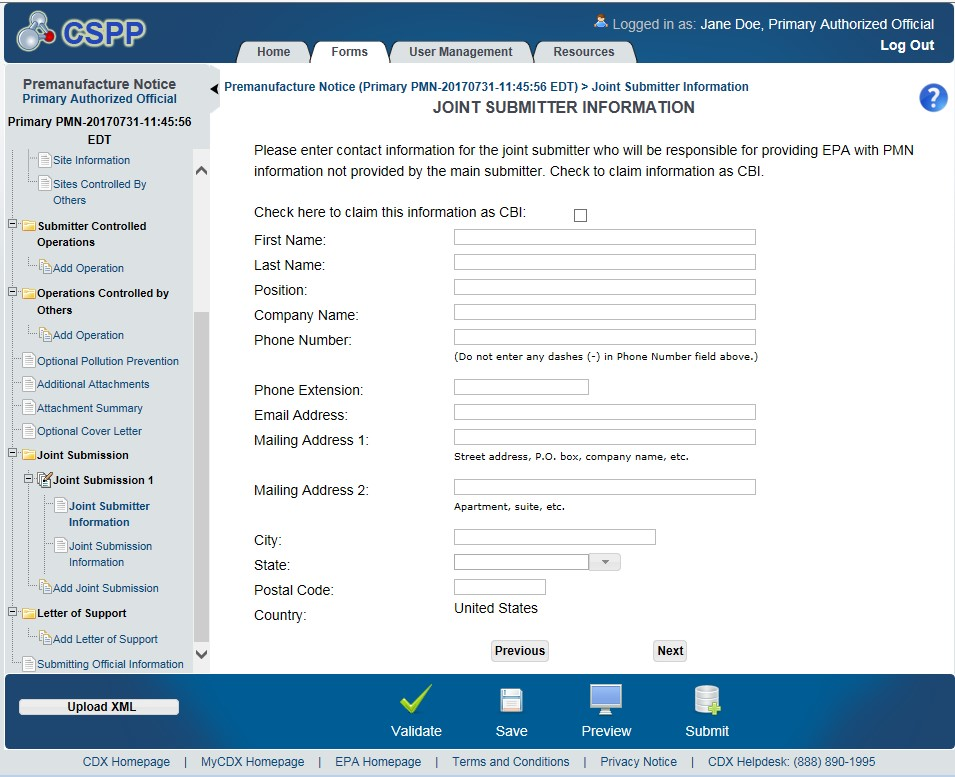 CSPP
Logged in as: Jane Doe, Primary Authorized Official
Log Out
Home
Forms
User Management
Resources
Premanufacture Notice
Primary Authorized Official
Primary PMN-20170731-11:45:56
EDT
Site Information
Sites Controlled By
Others
Submitter Controlled
Operations
Add Operation
Operations Controlled by
Others
Add Operation
Optional Pollution Prevention
Additional Attachments
Attachment Summary
Optional Cover Letter
Joint Submission
Joint Submission 1
Joint Submitter
Information
Joint Submission
Information
Add Joint Submission
Letter of Support
Add Letter of Support
Submitting Official Information
Premanufacture Notice (Primary PMN-20170731-11:45:56 EDT) > Joint Submitter Information
JOINT SUBMITTER INFORMATION
?
Please enter contact information for the joint submitter who will be responsible for providing EPA with PMN
information not provided by the main submitter. Check to claim information as CBI.
Check here to claim this information as CBI:
First Name:
Last Name:
Position:
Company Name:
Phone Number:
(Do not enter any dashes (-) in Phone Number field above.)
Phone Extension:
Email Address:
Mailing Address 1:
Street address, P.O. box, company name, etc.
Mailing Address 2:
Apartment, suite, etc.
City:
State:
Postal Code:
Country: United States
Previous
Next
Upload XML
Validate
Save
Preview
Submit
CDX Homepage | MyCDX Homepage | EPA Homepage | Terms and Conditions | Privacy Notice | CDX Helpdesk: (888) 890-1995